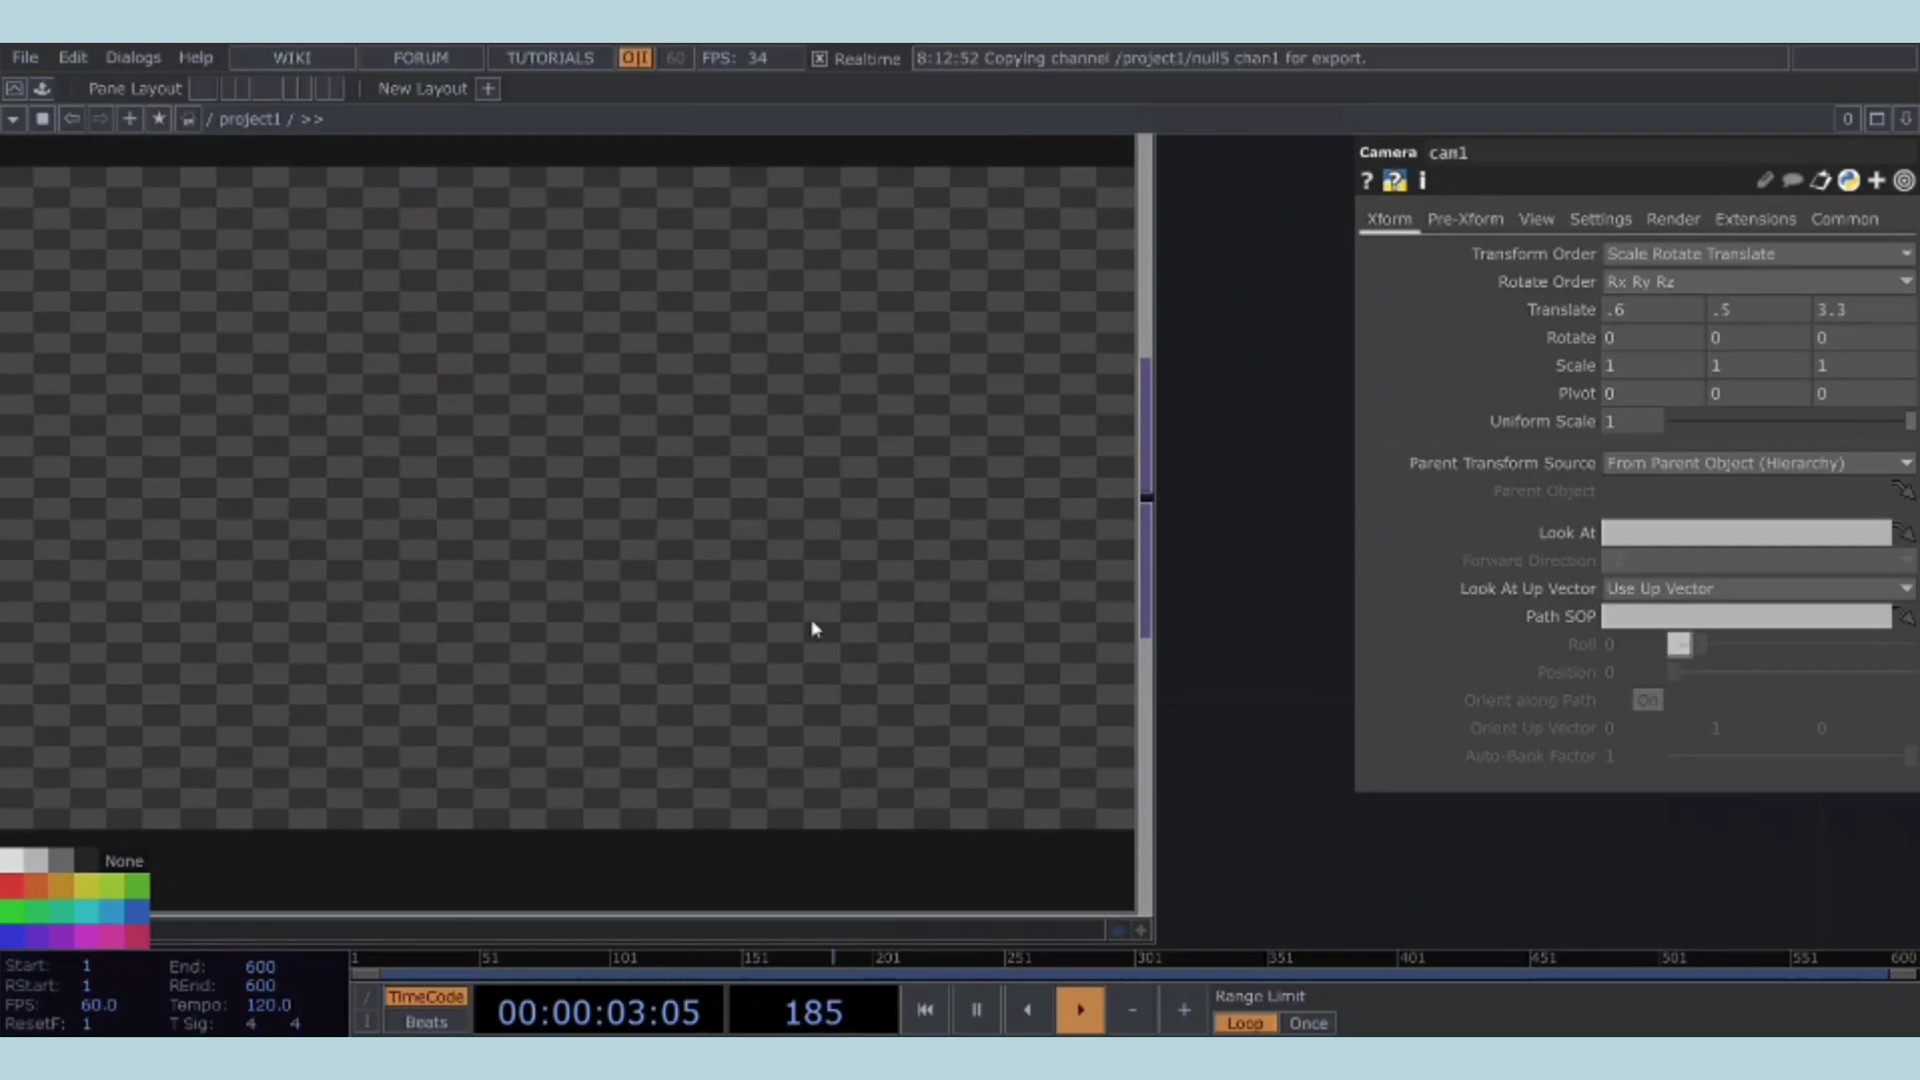 File Edit Dialogs Help WIKI FORUM TUTORIALS O|I 60 FPS: 34 Realtime 8:12:52 Copying channel /project1/null5 chan1 for export.
Pane Layout New Layout +
/ project1 / >> 0
Camera cam1
? ? i
Xform Pre-Xform View Settings Render Extensions Common
Transform Order Scale Rotate Translate
Rotate Order Rx Ry Rz
Translate .6 .5 3.3
Rotate 0 0 0
Scale 1 1 1
Pivot 0 0 0
Uniform Scale 1
Parent Transform Source From Parent Object (Hierarchy)
Parent Object
Look At
Forward Direction
Look At Up Vector Use Up Vector
Path SOP
Roll 0
Position 0
Orient along Path On
Orient Up Vector 0 1 0
Auto-Bank Factor 1
None
1 51 101 151 201 251 301 351 401 451 501 551 600
Start: 1 End: 600
RStart: 1 REnd: 600
FPS: 60.0 Tempo: 120.0
ResetF: 1 T Sig: 4 4
TimeCode
Beats
00:00:03:05 185
Range Limit
Loop Once